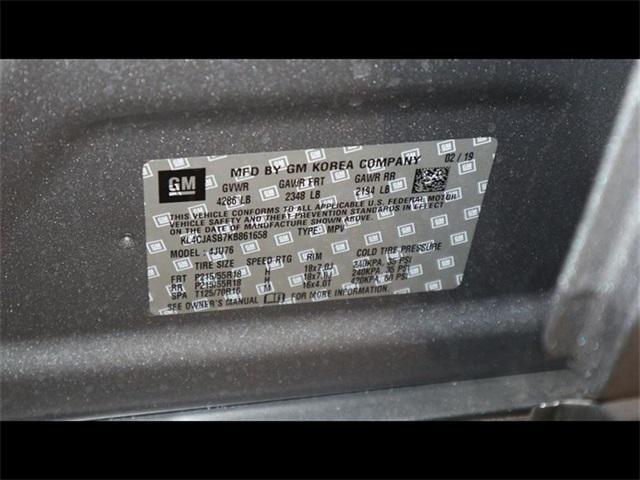 GM
MFD BY GM KOREA COMPANY 02/19
GVWR GAWR FRT GAWR RR
4286 LB 2348 LB 2194 LB
THIS VEHICLE CONFORMS TO ALL APPLICABLE U.S. FEDERAL MOTOR
VEHICLE SAFETY AND THEFT PREVENTION STANDARDS IN EFFECT
ON THE DATE OF MANUFACTURE SHOWN ABOVE.
KL4CJASB7KB861658 TYPE: MPV
MODEL: 4JU76
TIRE SIZE SPEED RTG RIM COLD TIRE PRESSURE
FRT P215/55R18 H 18x7.0J 240KPA, 35 PSI
RR P215/55R18 H 18x7.0J 240KPA, 35 PSI
SPA T125/70R16 M 16x4.0T 420KPA, 60 PSI
SEE OWNER'S MANUAL FOR MORE INFORMATION.